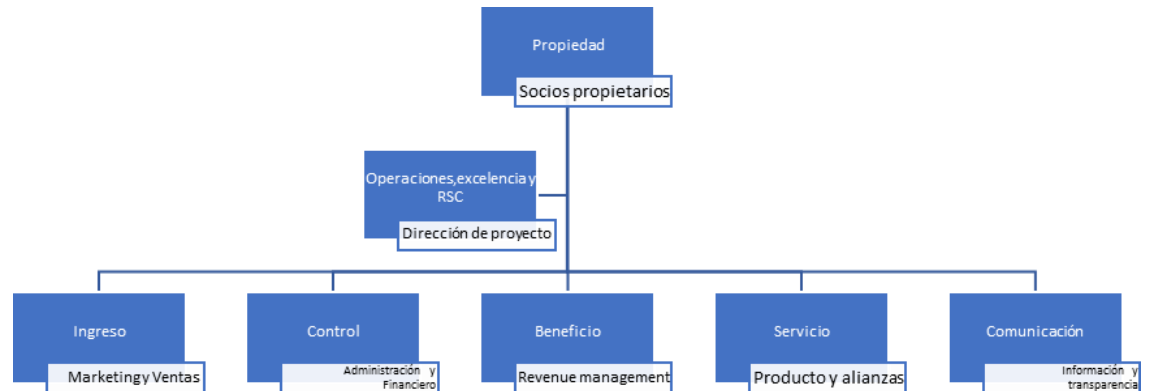 Propiedad
Socios propietarios
Operaciones,excelencia y
RSC
Dirección de proyecto
Ingreso
Marketing y Ventas
Control
Administración y
Financiero
Beneficio
Revenue management
Servicio
Producto y alianzas
Comunicación
Información y
transparencia